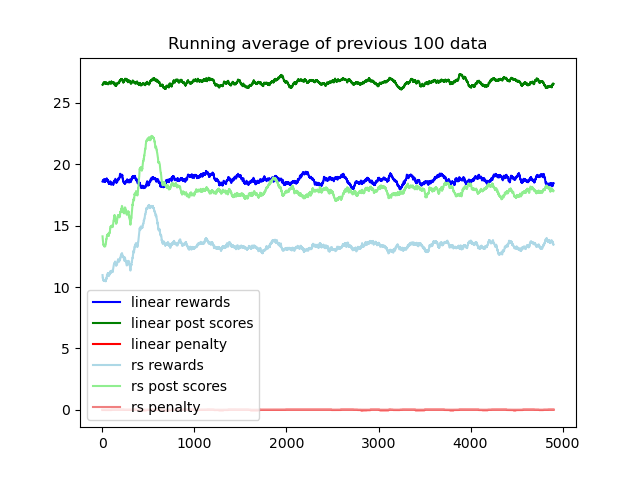 Running average of previous 100 data
25
20
15
10
5
0
linear rewards
linear post scores
linear penalty
rs rewards
rs post scores
rs penalty
0
1000
2000
3000
4000
5000